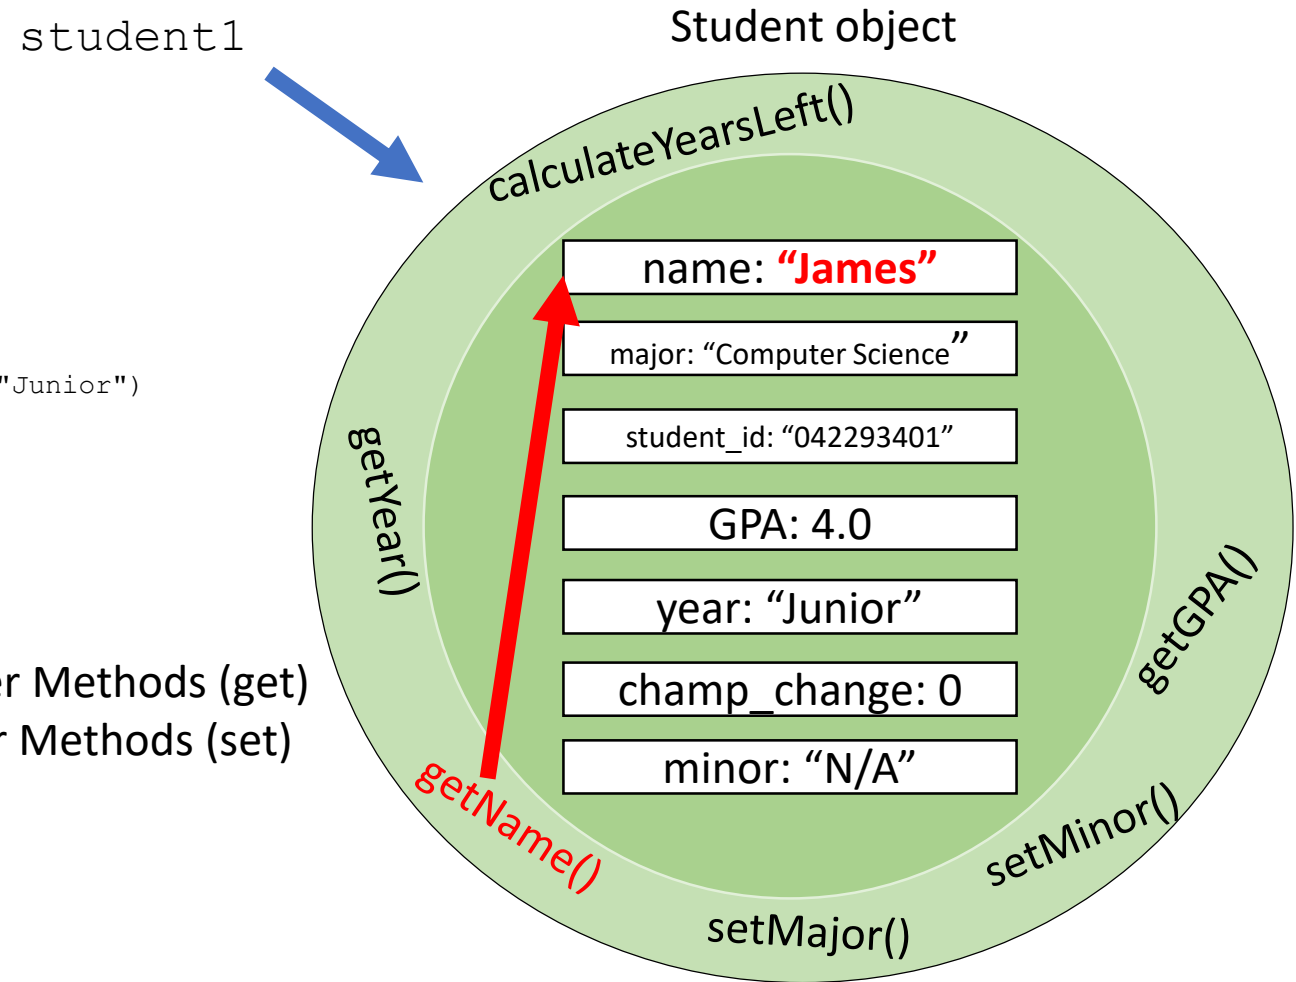 student1
Student object
calculateYearsLeft()
name: “James”
major: “Computer Science”
"Junior")
student_id: “042293401”
getYear()
GPA: 4.0
getGPA()
year: “Junior”
er Methods (get)
champ_change: 0
r Methods (set)
minor: “N/A”
getName()
setMinor()
setMajor()